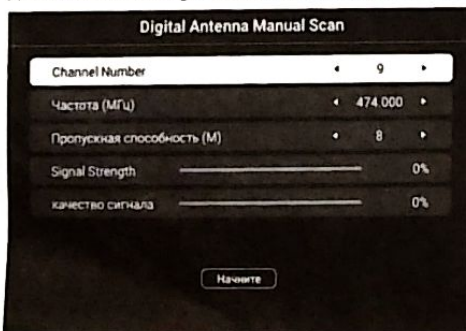 Digital Antenna Manual Scan
Channel Number 9
Частота (МГц) 474.000
Пропускная способность (М) 8
Signal Strength 0%
качество сигнала 0%
Начните